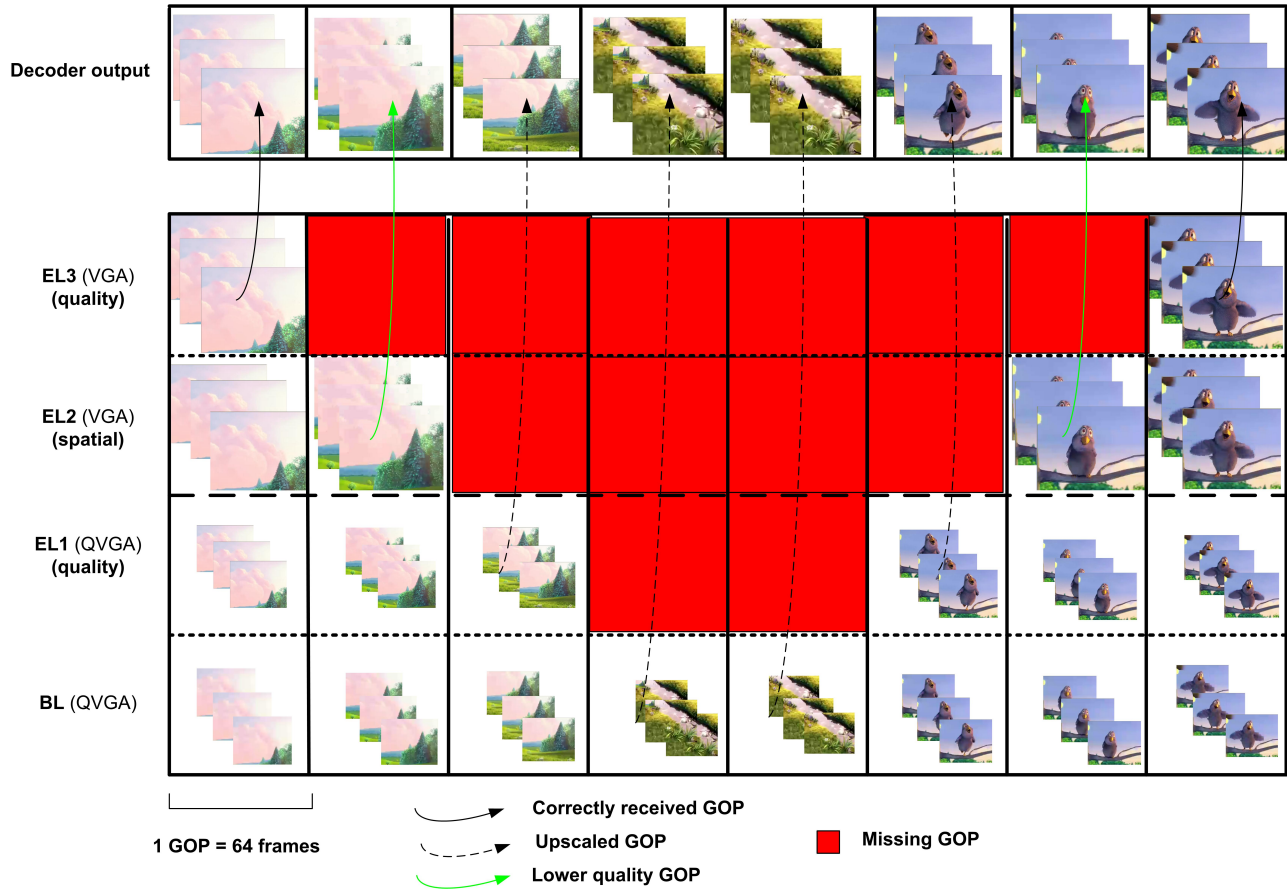 Decoder output
EL3 (VGA)
(quality)
EL2 (VGA)
(spatial)
EL1 (QVGA)
(quality)
BL (QVGA)
1 GOP = 64 frames
Correctly received GOP
Upscaled GOP
Lower quality GOP
Missing GOP